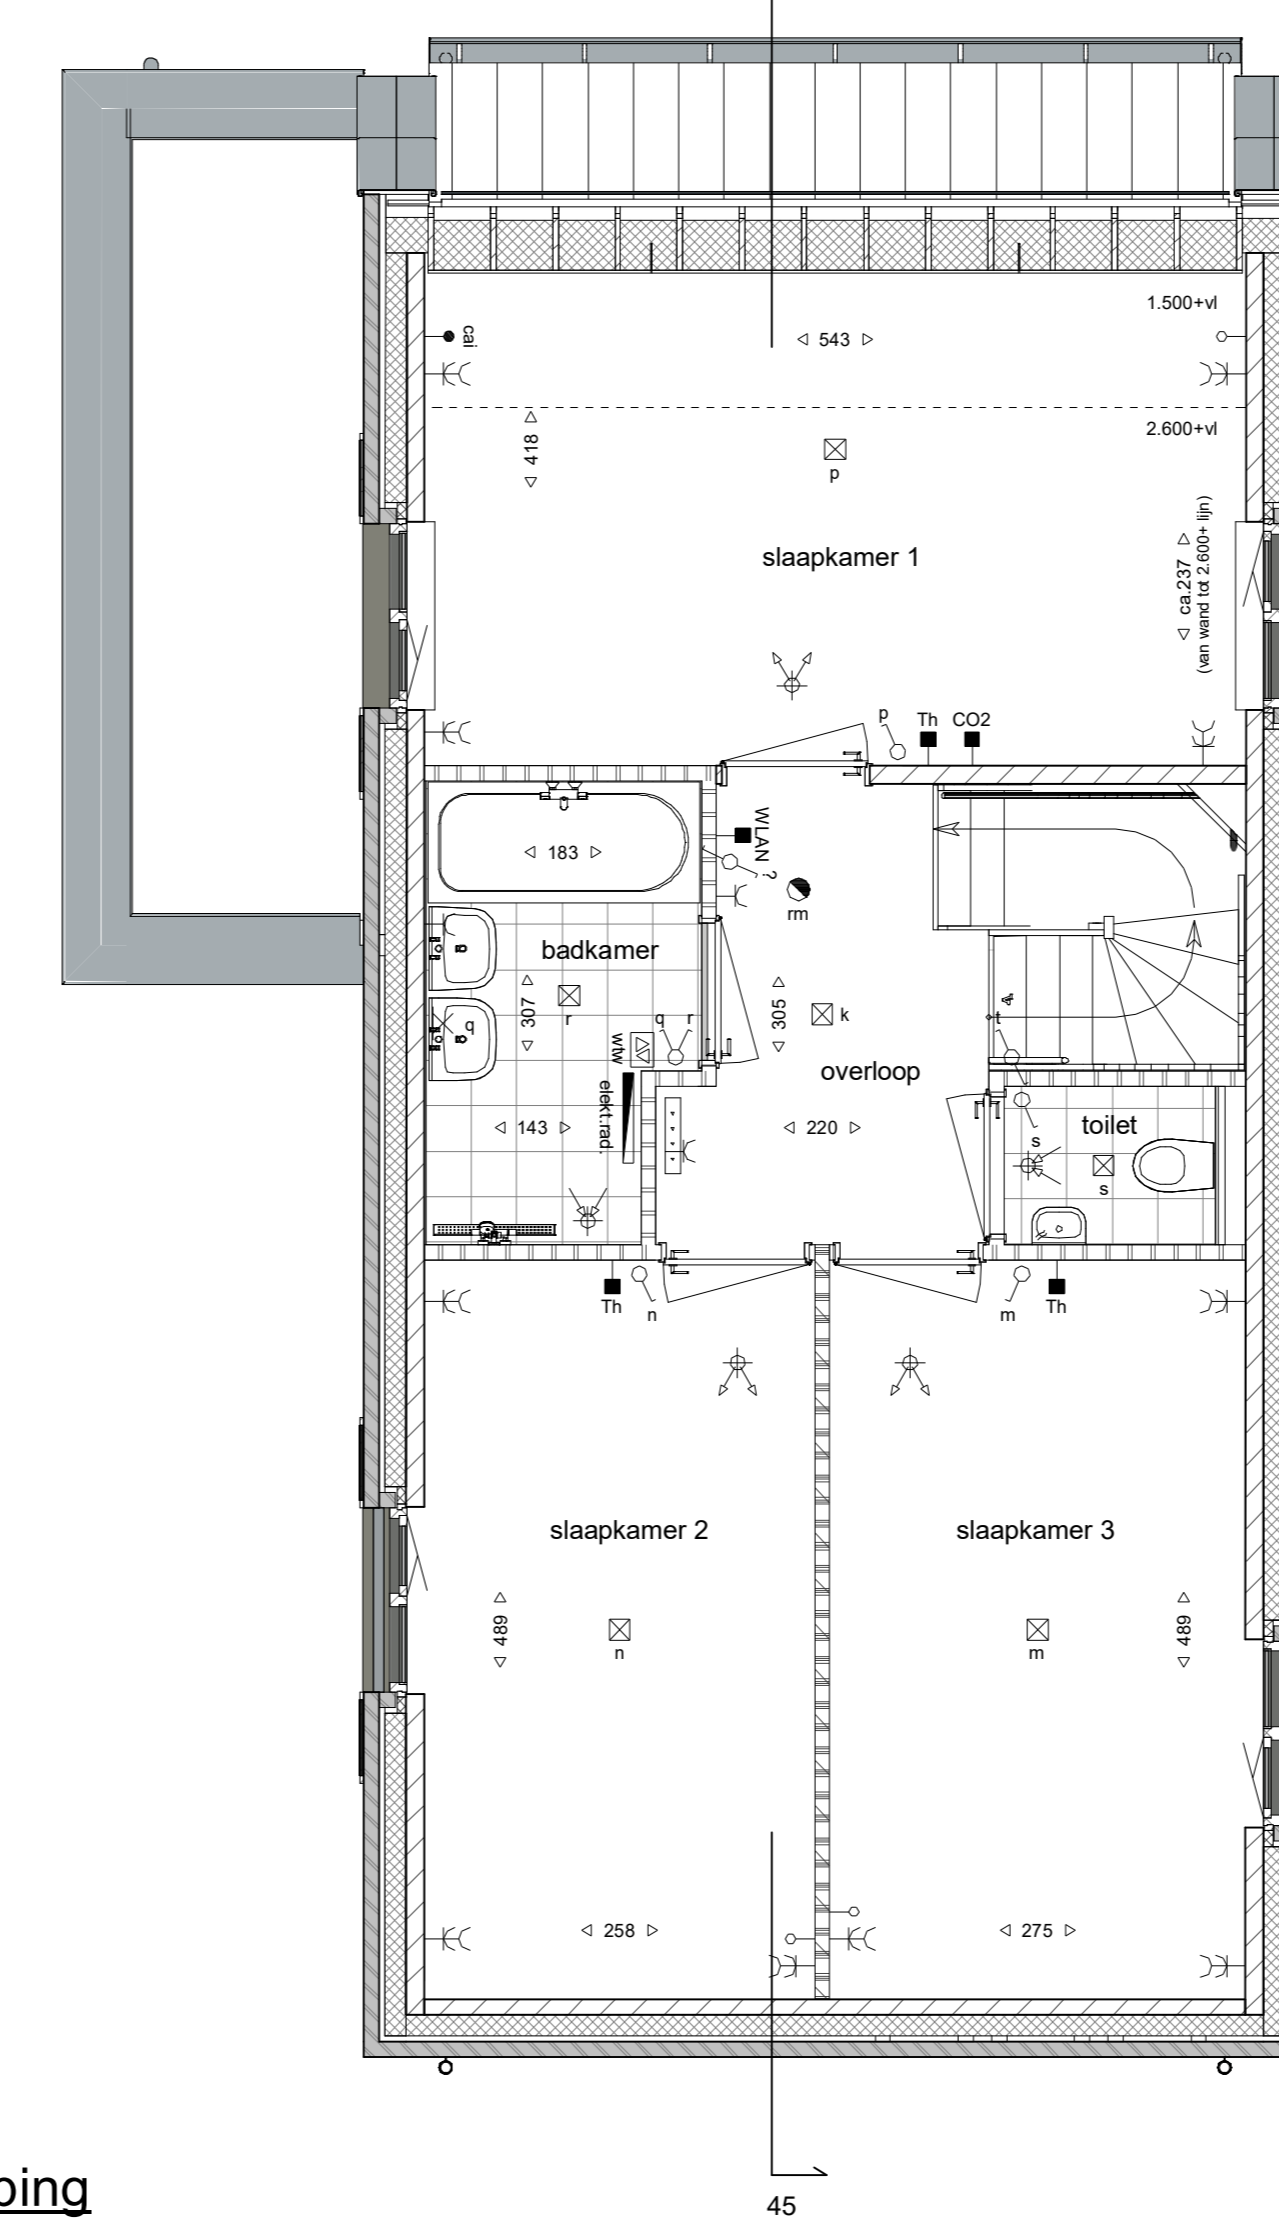 1.500+vl
cai
543
2.600+vl
418
p
slaapkamer 1
ca.237
(van wand tot 2.600+ lijn)
p
Th
CO2
WLAN
?
183
rm
badkamer
307
r
q
q
r
wtw
305
k
t
overloop
elekt.rad.
143
220
toilet
s
s
Th
n
m
Th
slaapkamer 2
slaapkamer 3
489
n
m
489
258
275
ping
45